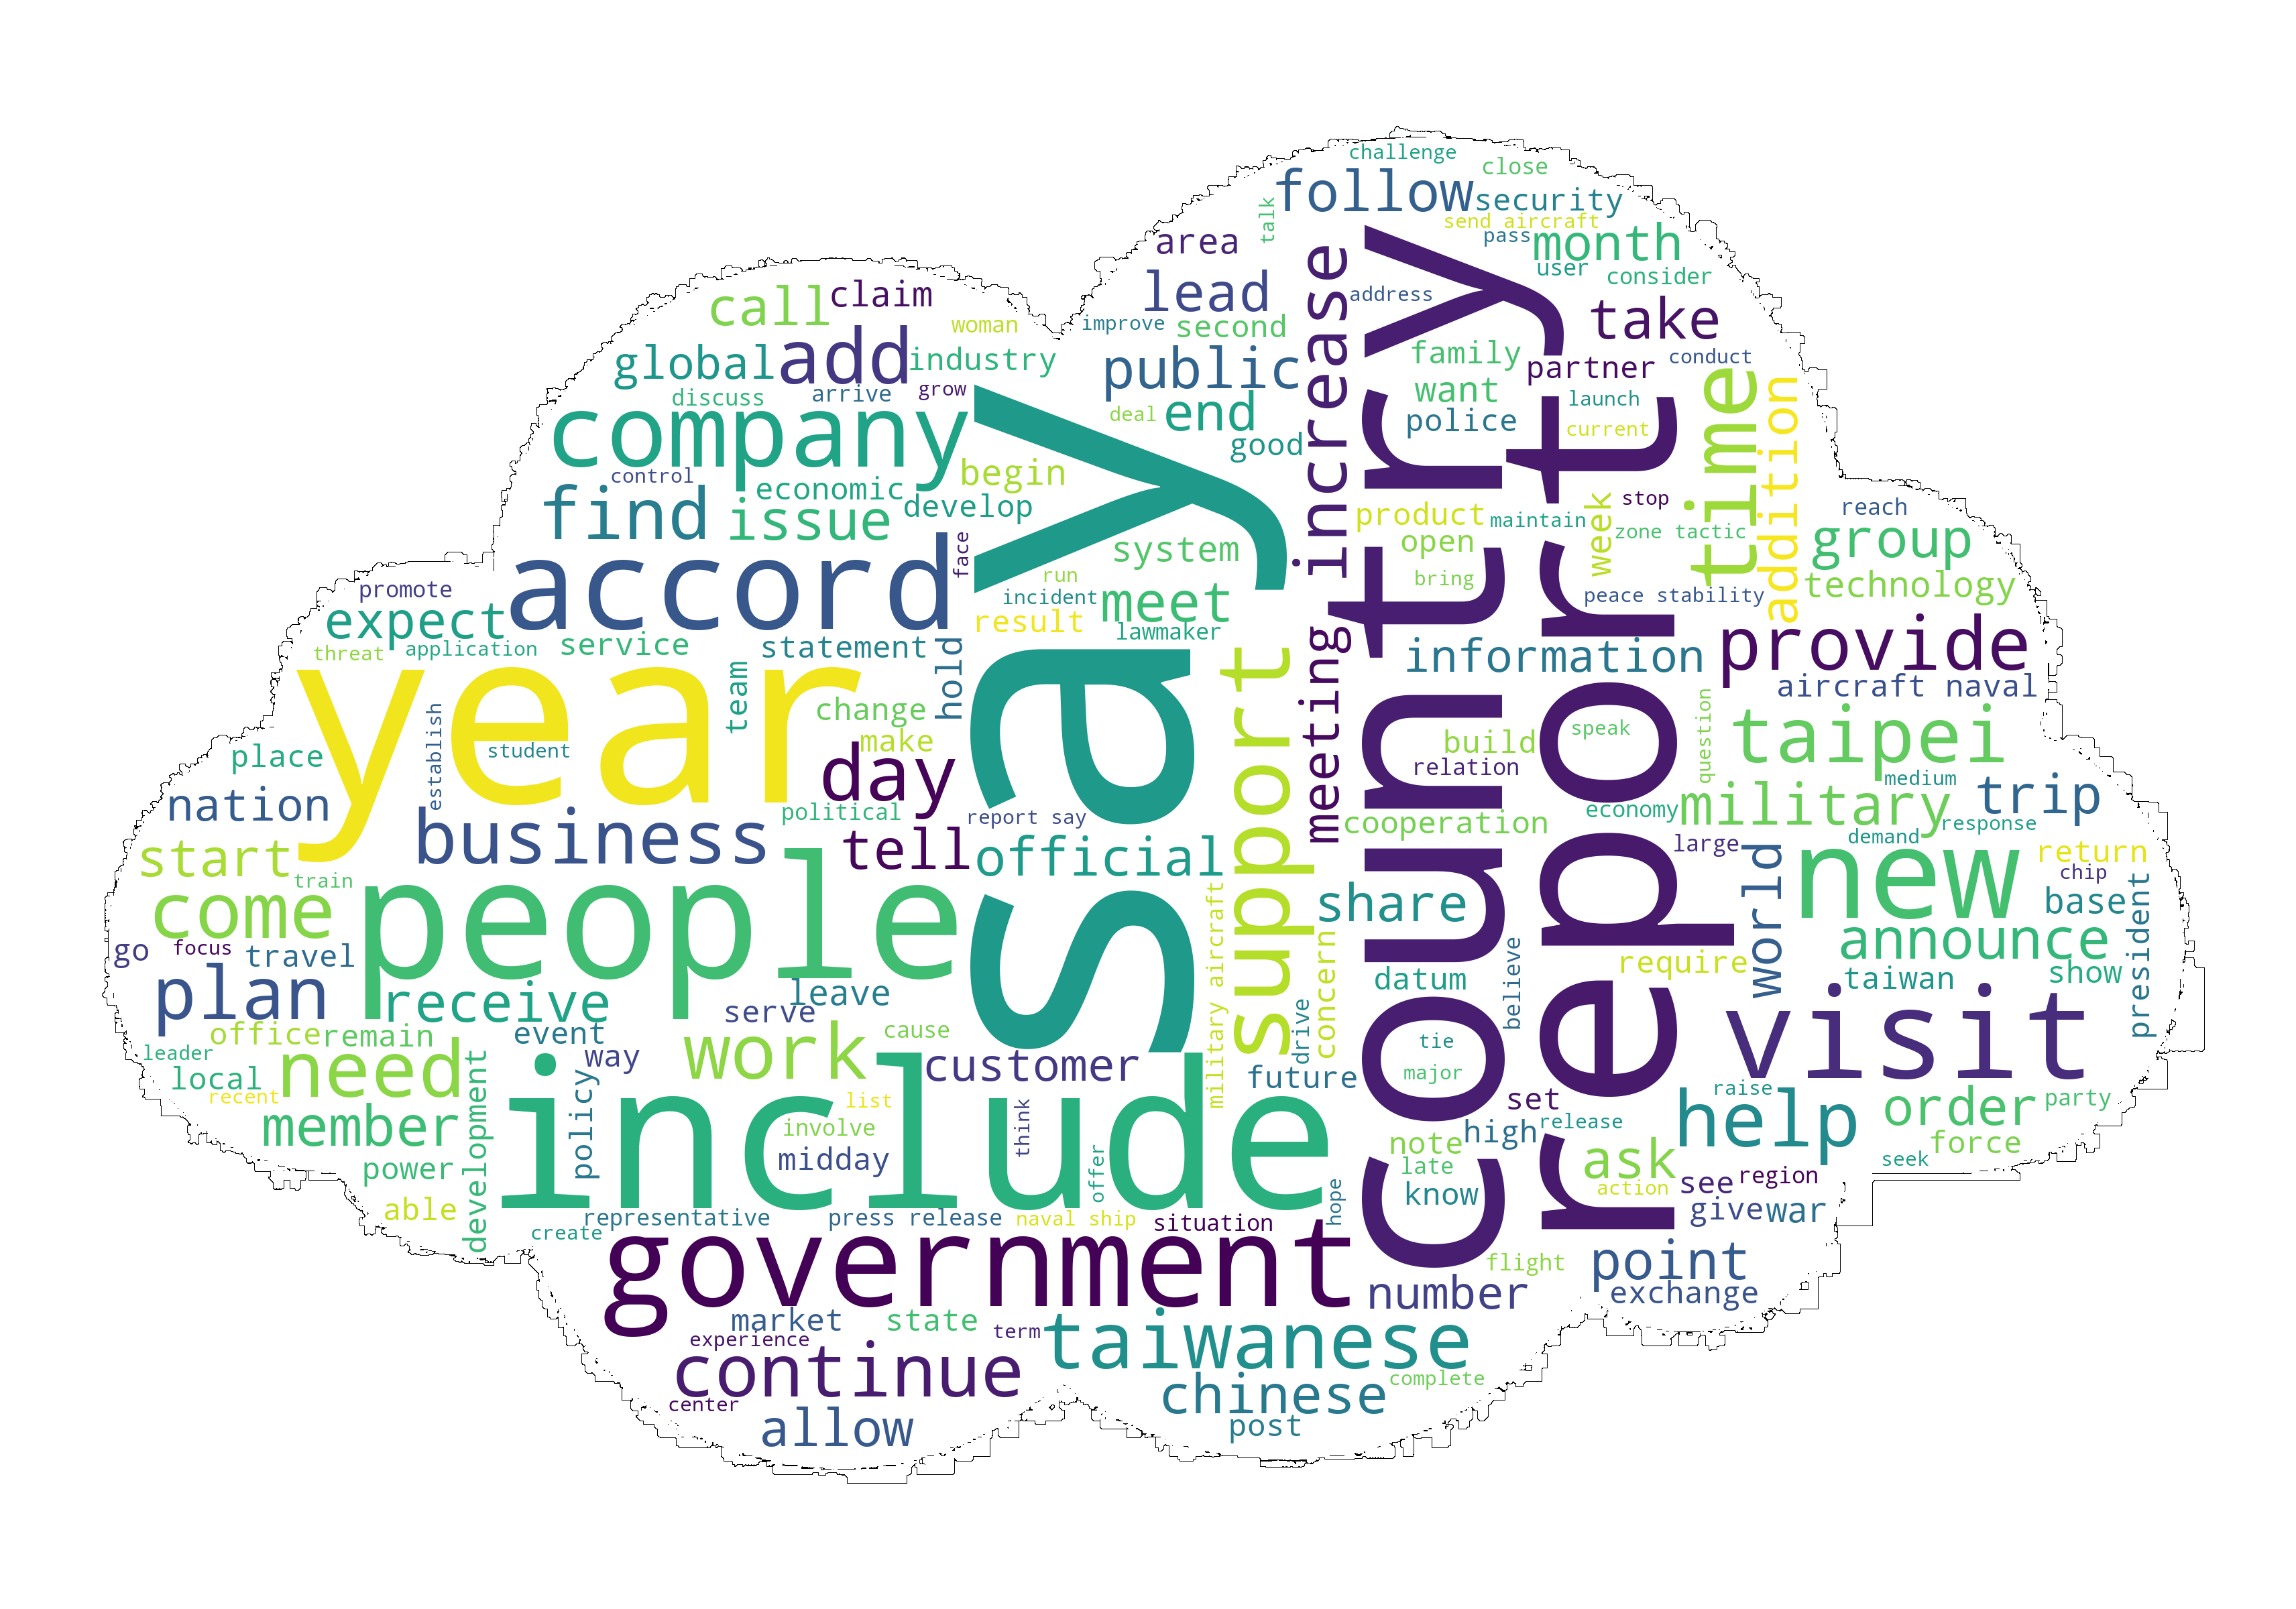 challenge
close
follow
security
talk
send aircraft
pass
month
area
user
consider
lead
address
increase
call
claim
woman
improve
second
take
add
industry
global
public
family
partner
conduct
time
addition
discuss
arrive
grow
want
launch
company
deal
end
police
current
good
say
country
report
control
economic
begin
find
issue
develop
product
maintain
week
stop
reach
open
zone tactic
group
accord
face
system
bring
technology
promote
run
incident
meet
peace stability
expect
result
lawmaker
threat
application
service
statement
hold
information
provide
year
team
support
meeting
aircraft naval
change
speak
question
taipei
place
establish
student
make
day
build
relation
medium
nation
political
report say
cooperation
economy
military
trip
business
tell
official
large
demand
response
start
train
people
share
world
new
return
chip
come
military aircraft
base
go
focus
travel
concern
believe
require
announce
president
plan
receive
serve
leave
datum
taiwan
show
office
remain
event
cause
drive
tie
visit
leader
local
need
way
work
customer
future
major
recent
development
policy
include
list
set
raise
help
order
party
member
involve
think
note
high
release
force
power
midday
offer
late
ask
see
region
seek
able
know
action
give
war
create
representative
press release
naval ship
situation
hope
government
flight
point
number
exchange
market
state
experience
term
taiwanese
continue
center
chinese
complete
allow
post